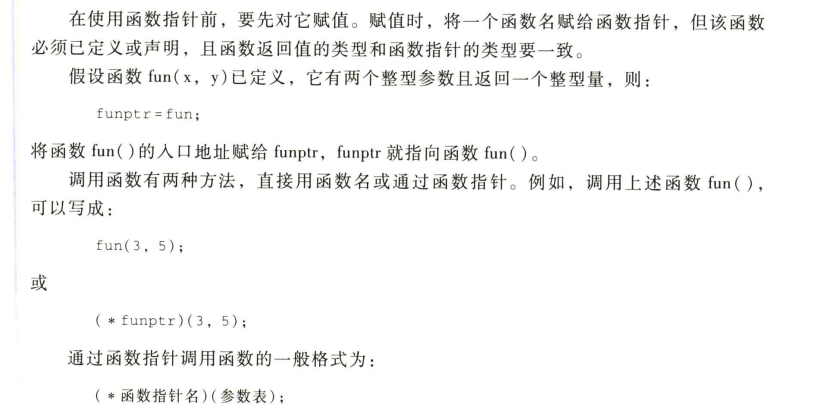 在使用函数指针前，要先对它赋值。赋值时，将一个函数名赋给函数指针，但该函数
必须已定义或声明，且函数返回值的类型和函数指针的类型要一致。
假设函数 fun(x, y)已定义，它有两个整型参数且返回一个整型量，则：
funptr=fun;
将函数 fun()的入口地址赋给 funptr，funptr 就指向函数 fun()。
调用函数有两种方法，直接用函数名或通过函数指针。例如，调用上述函数 fun()，
可以写成：
fun(3, 5);
或
(*funptr)(3, 5);
通过函数指针调用函数的一般格式为：
(*函数指针名)(参数表);